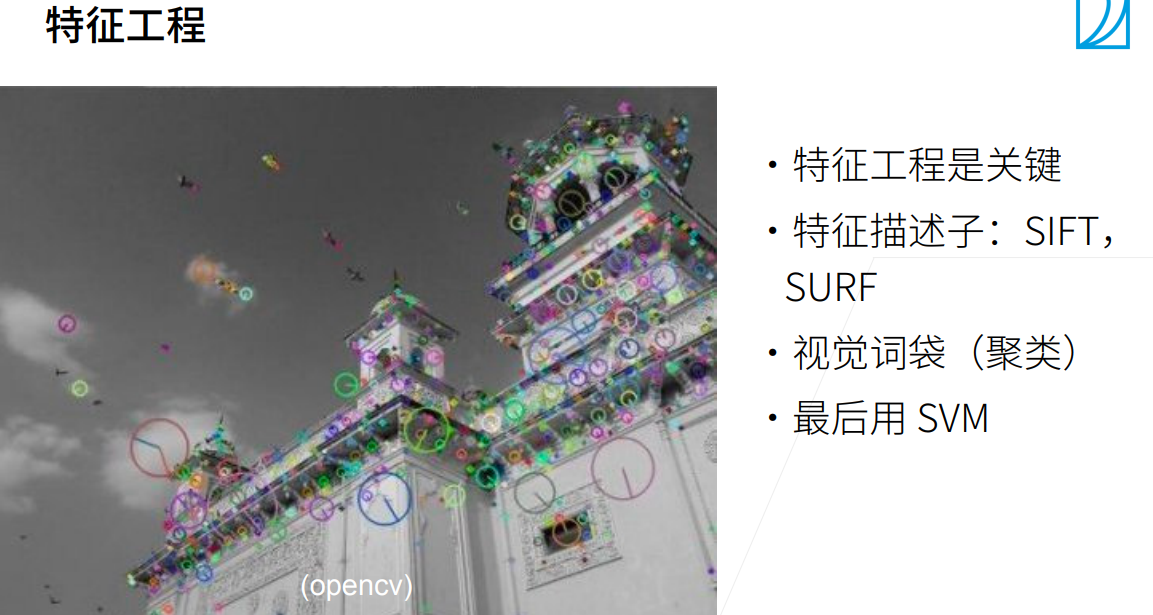 特征工程
• 特征工程是关键
• 特征描述子：SIFT，
SURF
• 视觉词袋（聚类）
• 最后用 SVM
(opencv)